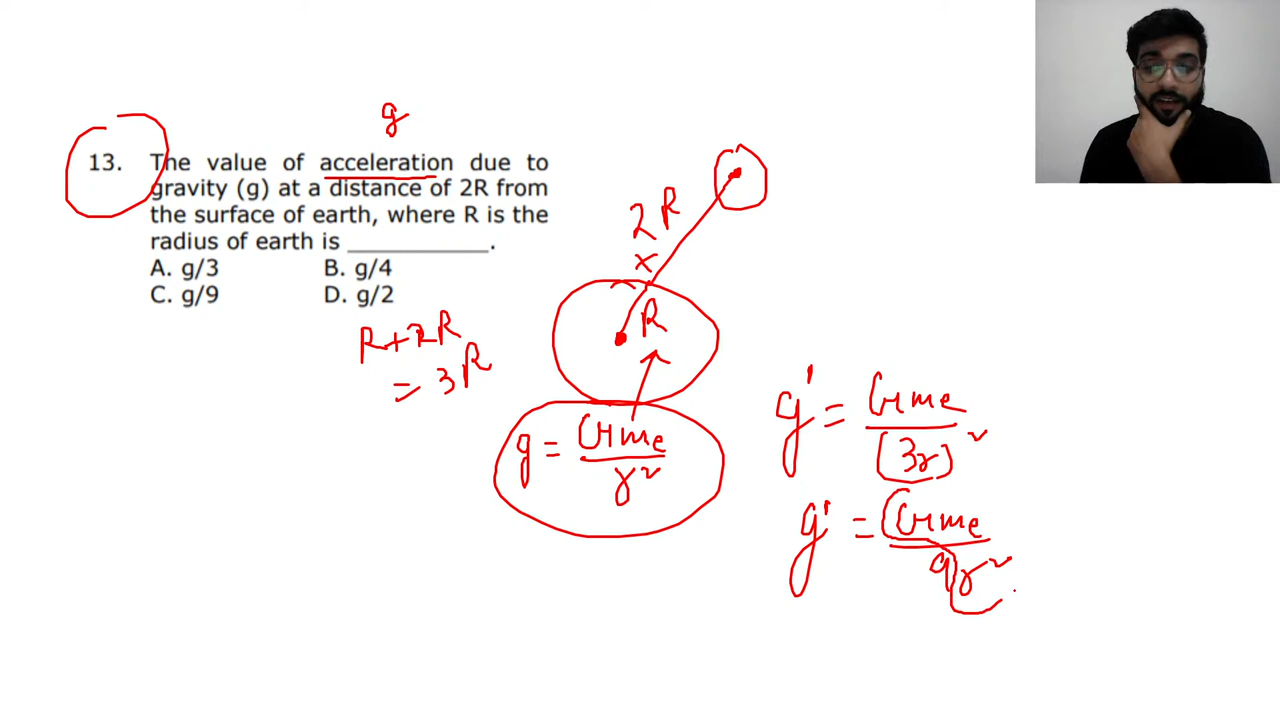 g
13. The value of acceleration due to
gravity (g) at a distance of 2R from
the surface of earth, where R is the
radius of earth is ___________.
A. g/3 B. g/4
C. g/9 D. g/2
R+2R
= 3R
2R
x
R
g = Gme/r²
g' = Gme/(3r)²
g' = Gme/9r²